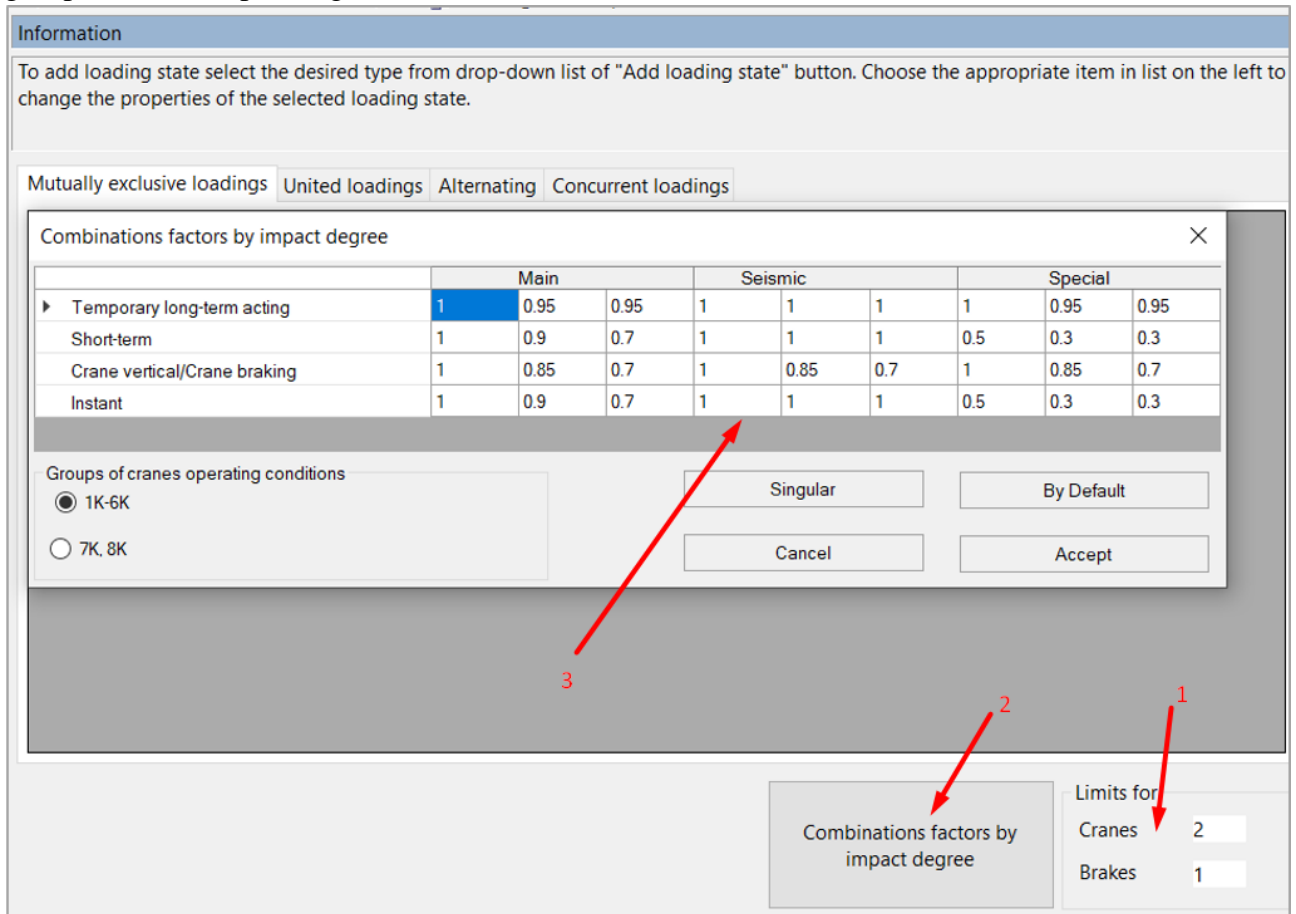 Information
To add loading state select the desired type from drop-down list of "Add loading state" button. Choose the appropriate item in list on the left to
change the properties of the selected loading state.
Mutually exclusive loadings United loadings Alternating Concurrent loadings
Combinations factors by impact degree
Main Seismic Special
Temporary long-term acting 1 0.95 0.95 1 1 1 1 0.95 0.95
Short-term 1 0.9 0.7 1 1 1 0.5 0.3 0.3
Crane vertical/Crane braking 1 0.85 0.7 1 0.85 0.7 1 0.85 0.7
Instant 1 0.9 0.7 1 1 1 0.5 0.3 0.3
Groups of cranes operating conditions
1K-6K
7K, 8K
Singular By Default
Cancel Accept
3
2
1
Combinations factors by
impact degree
Limits for
Cranes 2
Brakes 1